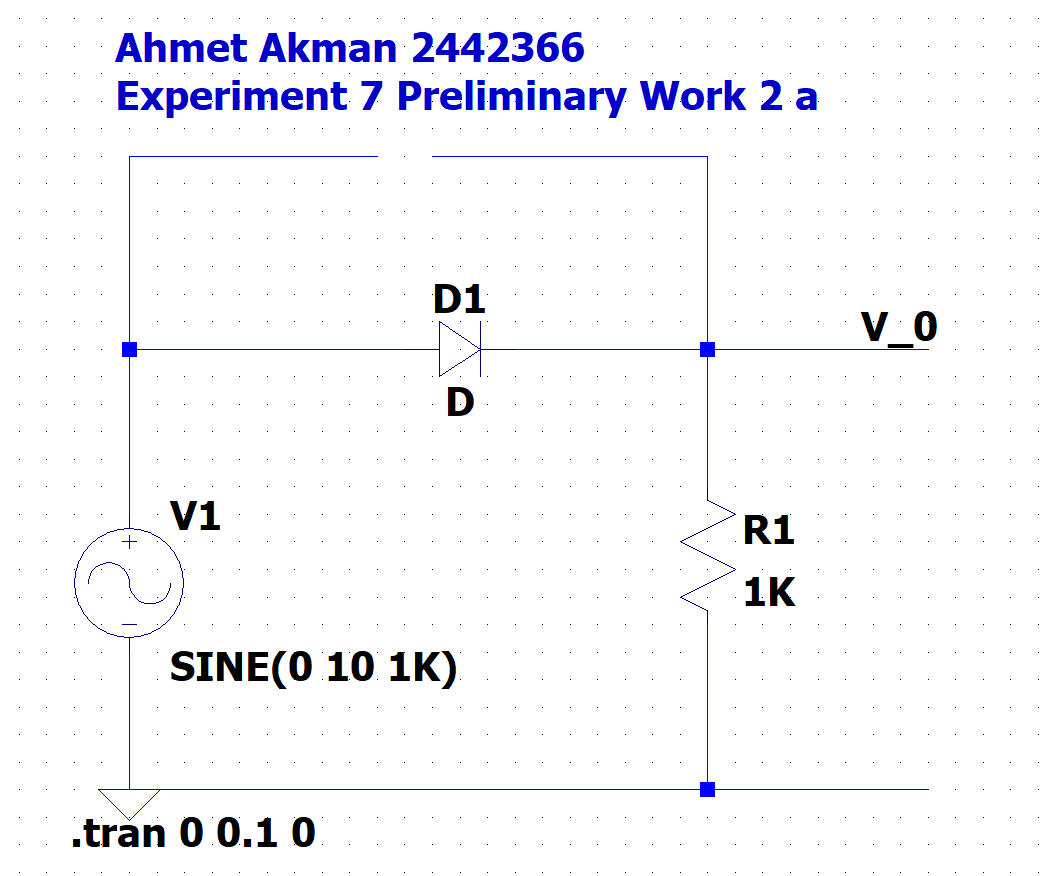 Ahmet Akman 2442366
Experiment 7 Preliminary Work 2 a
D1
V_0
D
V1
+
R1
1K
−
SINE(0 10 1K)
.tran 0 0.1 0